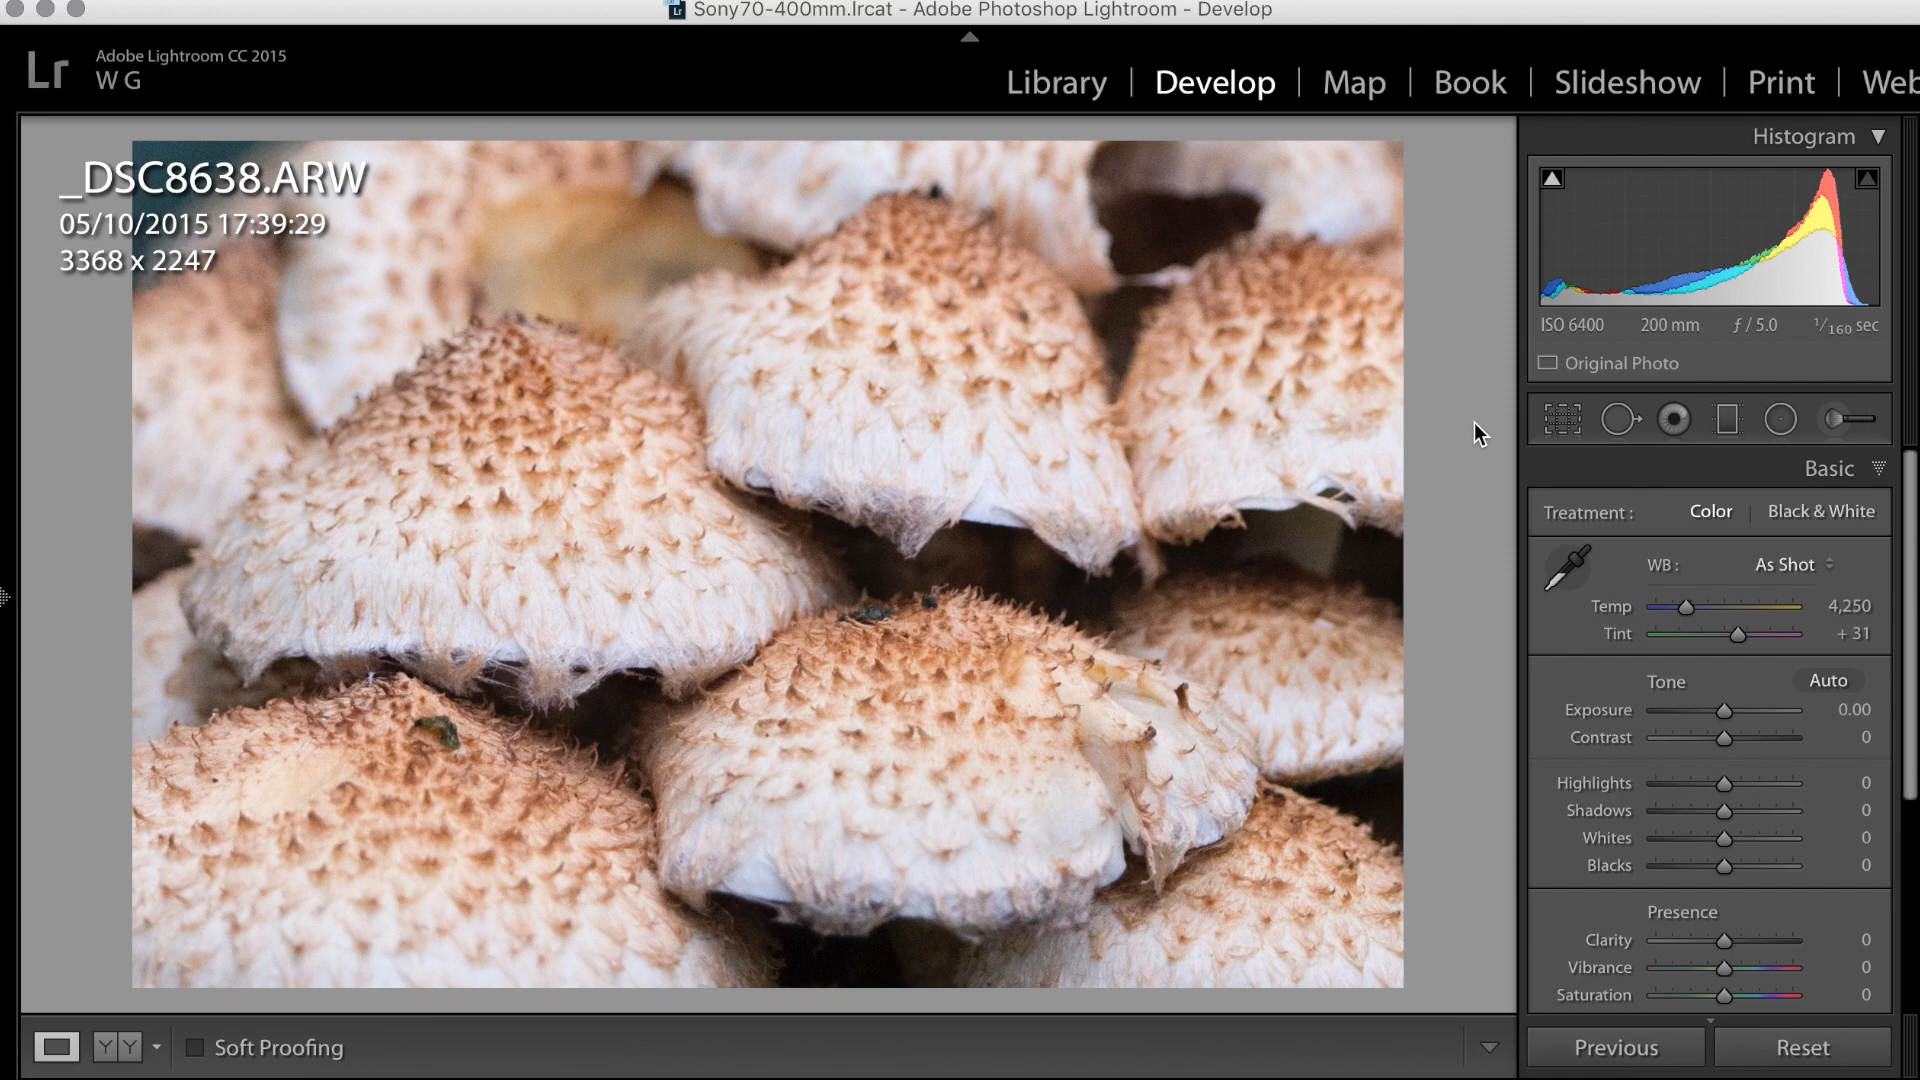 Sony70-400mm.lrcat - Adobe Photoshop Lightroom - Develop
Lr
Adobe Lightroom CC 2015
W G
Library | Develop | Map | Book | Slideshow | Print | Web
_DSC8638.ARW
05/10/2015 17:39:29
3368 x 2247
Histogram
ISO 6400 200 mm ƒ / 5.0 1/160 sec
Original Photo
Basic
Treatment : Color | Black & White
WB : As Shot
Temp 4,250
Tint + 31
Tone Auto
Exposure 0.00
Contrast 0
Highlights 0
Shadows 0
Whites 0
Blacks 0
Presence
Clarity 0
Vibrance 0
Saturation 0
Y Y Soft Proofing
Previous Reset